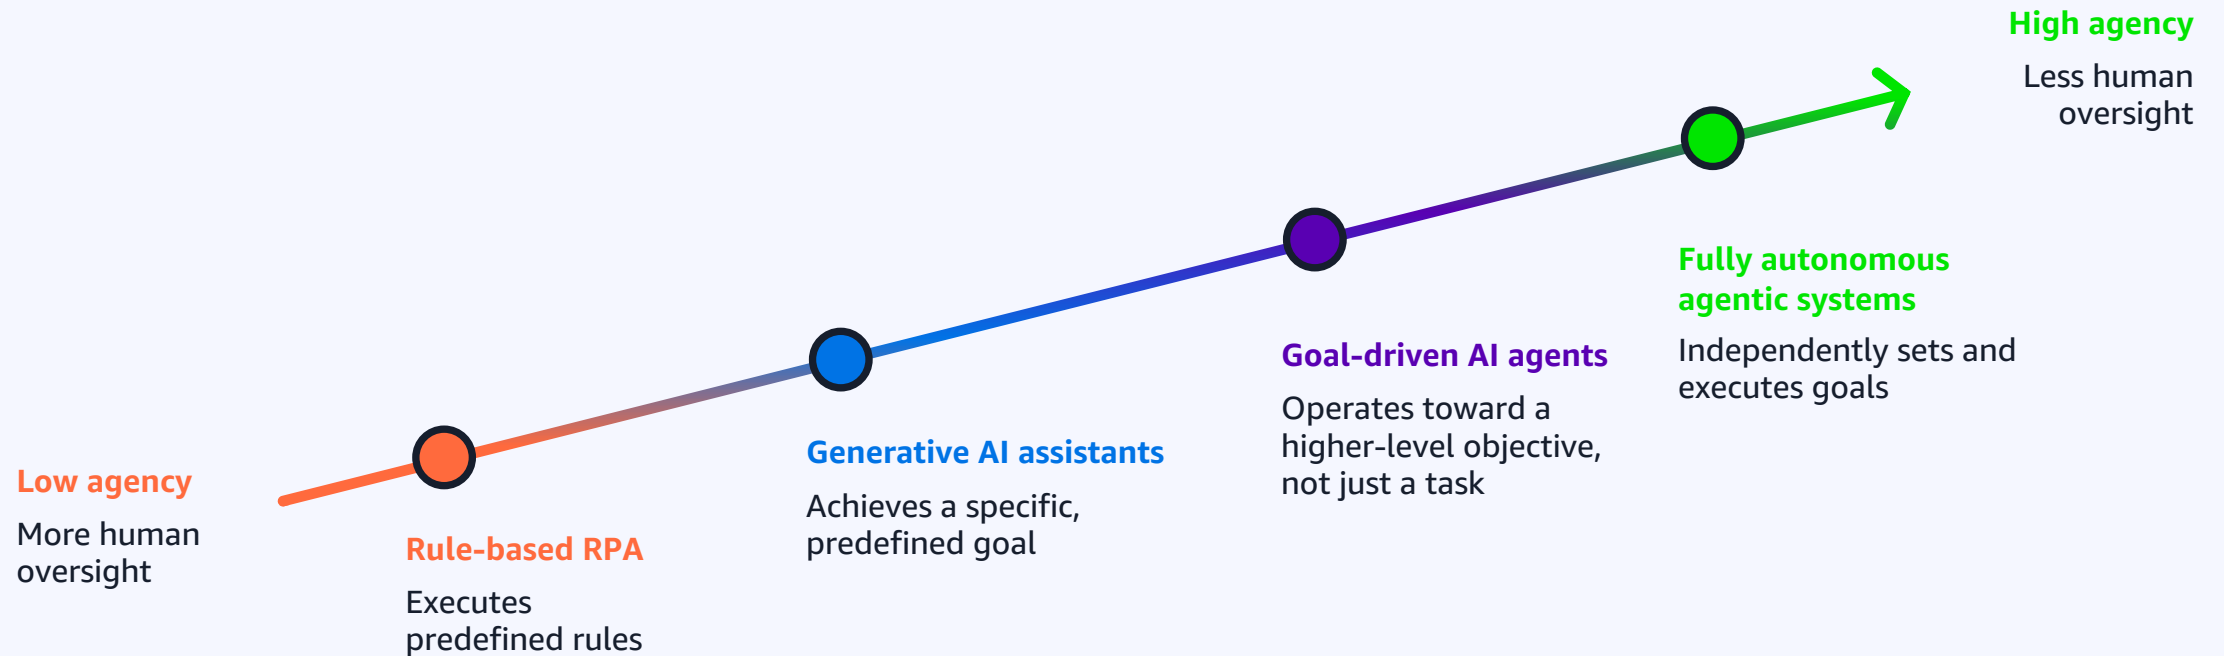 Low agency
More human
oversight
Rule-based RPA
Executes
predefined rules
Generative AI assistants
Achieves a specific,
predefined goal
Goal-driven AI agents
Operates toward a
higher-level objective,
not just a task
Fully autonomous
agentic systems
Independently sets and
executes goals
High agency
Less human
oversight